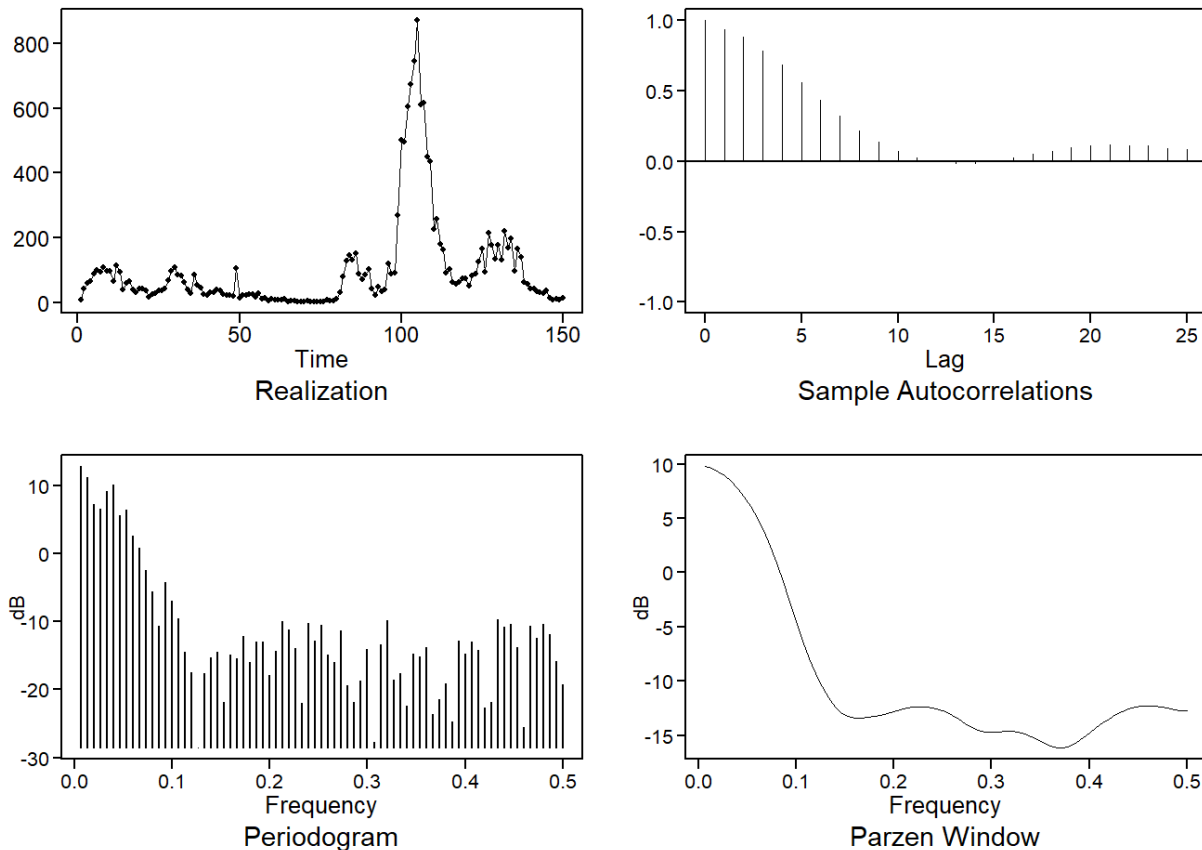 800
600
400
200
0
0 50 100 150
Time
Realization
1.0
0.5
0.0
-0.5
-1.0
0 5 10 15 20 25
Lag
Sample Autocorrelations
10
0
-10
-20
-30
dB
0.0 0.1 0.2 0.3 0.4 0.5
Frequency
Periodogram
10
5
0
-5
-10
-15
dB
0.0 0.1 0.2 0.3 0.4 0.5
Frequency
Parzen Window